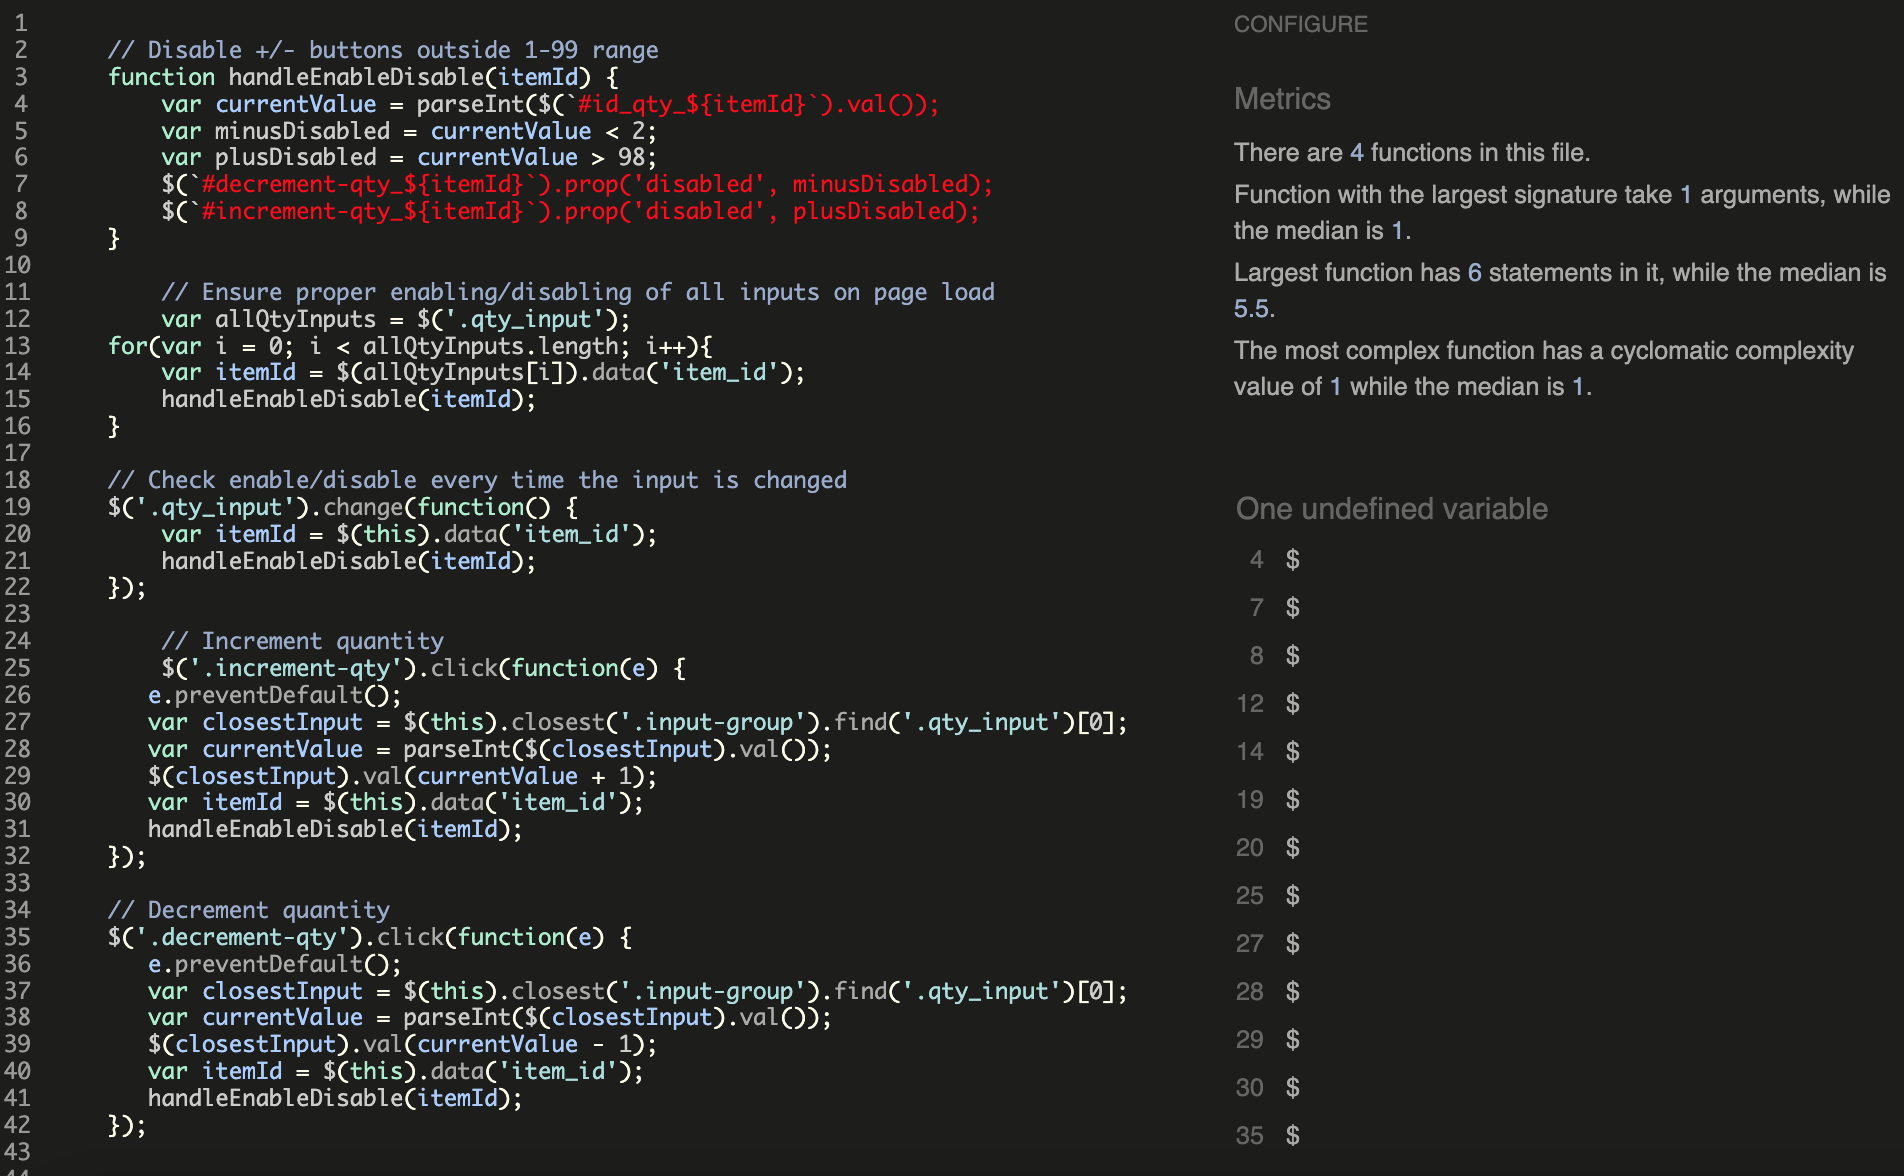 1
2 // Disable +/- buttons outside 1-99 range
3 function handleEnableDisable(itemId) {
4 var currentValue = parseInt($(`#id_qty_${itemId}`).val());
5 var minusDisabled = currentValue < 2;
6 var plusDisabled = currentValue > 98;
7 $(`#decrement-qty_${itemId}`).prop('disabled', minusDisabled);
8 $(`#increment-qty_${itemId}`).prop('disabled', plusDisabled);
9 }
10
11 // Ensure proper enabling/disabling of all inputs on page load
12 var allQtyInputs = $('.qty_input');
13 for(var i = 0; i < allQtyInputs.length; i++){
14 var itemId = $(allQtyInputs[i]).data('item_id');
15 handleEnableDisable(itemId);
16 }
17
18 // Check enable/disable every time the input is changed
19 $('.qty_input').change(function() {
20 var itemId = $(this).data('item_id');
21 handleEnableDisable(itemId);
22 });
23
24 // Increment quantity
25 $('.increment-qty').click(function(e) {
26 e.preventDefault();
27 var closestInput = $(this).closest('.input-group').find('.qty_input')[0];
28 var currentValue = parseInt($(closestInput).val());
29 $(closestInput).val(currentValue + 1);
30 var itemId = $(this).data('item_id');
31 handleEnableDisable(itemId);
32 });
33
34 // Decrement quantity
35 $('.decrement-qty').click(function(e) {
36 e.preventDefault();
37 var closestInput = $(this).closest('.input-group').find('.qty_input')[0];
38 var currentValue = parseInt($(closestInput).val());
39 $(closestInput).val(currentValue - 1);
40 var itemId = $(this).data('item_id');
41 handleEnableDisable(itemId);
42 });
43
CONFIGURE
Metrics
There are 4 functions in this file.
Function with the largest signature take 1 arguments, while
the median is 1.
Largest function has 6 statements in it, while the median is
5.5.
The most complex function has a cyclomatic complexity
value of 1 while the median is 1.
One undefined variable
4 $
7 $
8 $
12 $
14 $
19 $
20 $
25 $
27 $
28 $
29 $
30 $
35 $